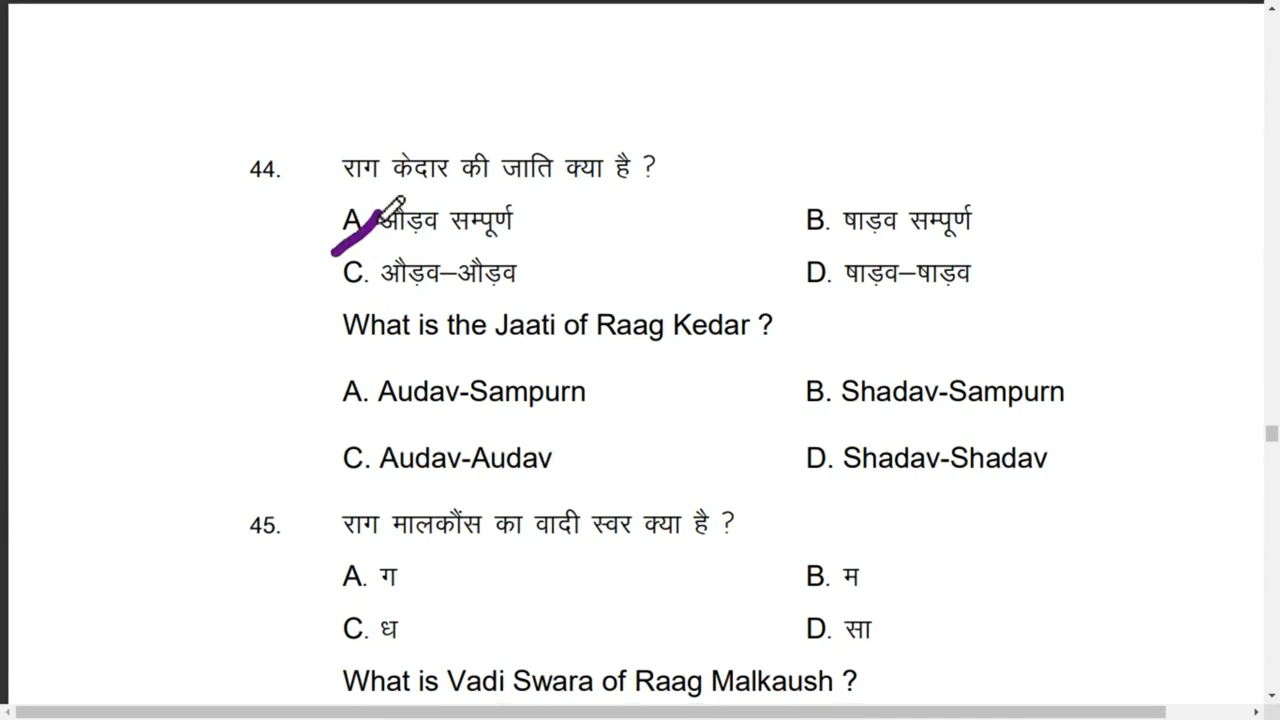 44. राग केदार की जाति क्या है ?
A. औड़व सम्पूर्ण B. षाड़व सम्पूर्ण
C. औड़व–औड़व D. षाड़व–षाड़व
What is the Jaati of Raag Kedar ?
A. Audav-Sampurn B. Shadav-Sampurn
C. Audav-Audav D. Shadav-Shadav
45. राग मालकौंस का वादी स्वर क्या है ?
A. ग B. म
C. ध D. सा
What is Vadi Swara of Raag Malkaush ?